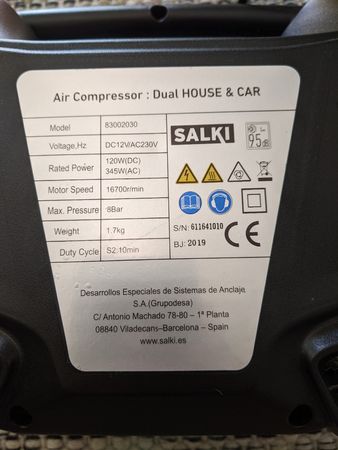 Air Compressor : Dual HOUSE & CAR
Model 83002030
Voltage,Hz DC12V/AC230V
Rated Power 120W(DC)
345W(AC)
Motor Speed 16700r/min
Max. Pressure 8Bar
Weight 1.7kg
Duty Cycle S2:10min
SALKI
95
S/N: 611641010
BJ: 2019
CE
Desarrollos Especiales de Sistemas de Anclaje
S.A.(Grupodesa)
C/ Antonio Machado 78-80 – 1ª Planta
08840 Viladecans–Barcelona – Spain
www.salki.es